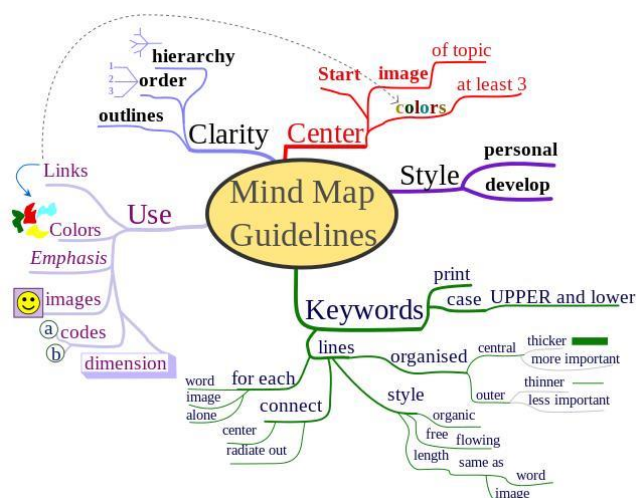 Mind Map
Guidelines
Clarity
hierarchy
1
2
3
order
outlines
Center
Start
image
of topic
colors
at least 3
Style
personal
develop
Use
Links
Colors
Emphasis
images
a
b
codes
dimension
Keywords
print
case
UPPER and lower
lines
organised
central
thicker
more important
outer
thinner
less important
for each
word
image
alone
connect
center
radiate out
style
organic
free
flowing
length
same as
word
image